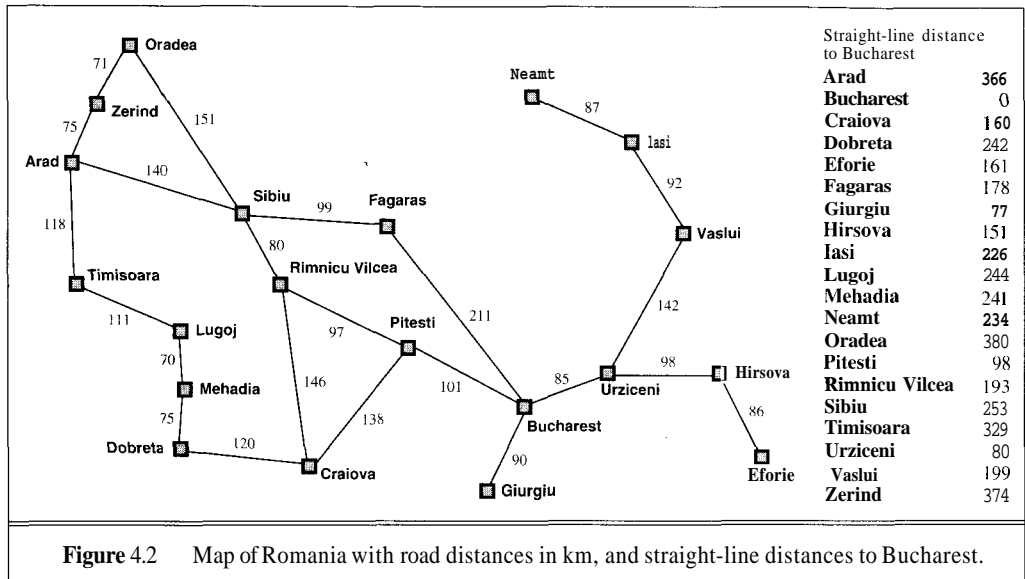 Oradea
71
Neamt
Zerind
87
75
151
Iasi
Arad
140
92
Sibiu
Fagaras
99
118
Vaslui
80
Timisoara
Rimnicu Vilcea
142
111
Pitesti
211
Lugoj
97
98
Hirsova
70
85
Urziceni
Mehadia
146
101
138
86
75
Bucharest
Dobreta
120
90
Craiova
Eforie
Giurgiu
Straight-line distance
to Bucharest
Arad 366
Bucharest 0
Craiova 160
Dobreta 242
Eforie 161
Fagaras 178
Giurgiu 77
Hirsova 151
Iasi 226
Lugoj 244
Mehadia 241
Neamt 234
Oradea 380
Pitesti 98
Rimnicu Vilcea 193
Sibiu 253
Timisoara 329
Urziceni 80
Vaslui 199
Zerind 374
Figure 4.2 Map of Romania with road distances in km, and straight-line distances to Bucharest.